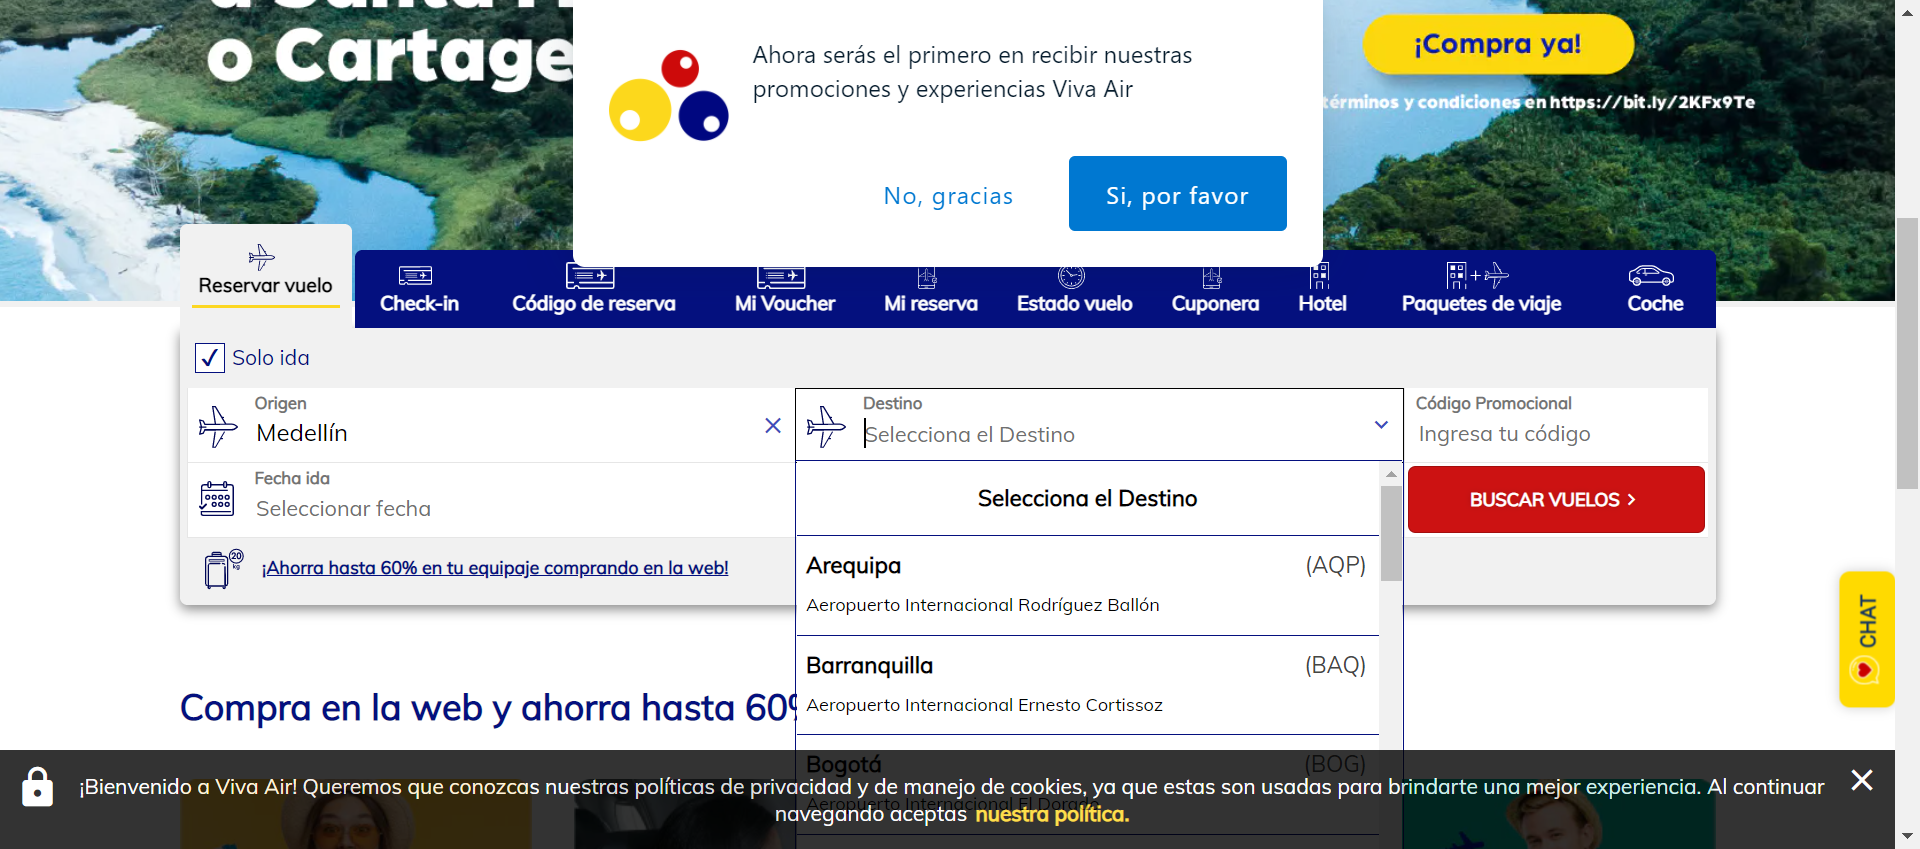 o Cartage
Ahora serás el primero en recibir nuestras
promociones y experiencias Viva Air
No, gracias
Si, por favor
¡Compra ya!
términos y condiciones en https://bit.ly/2KFx9Te
Reservar vuelo
Check-in
Código de reserva
Mi Voucher
Mi reserva
Estado vuelo
Cuponera
Hotel
Paquetes de viaje
Coche
Solo ida
Origen
Medellín
Destino
Selecciona el Destino
Código Promocional
Ingresa tu código
Fecha ida
Seleccionar fecha
Selecciona el Destino
BUSCAR VUELOS >
20
kg
¡Ahorra hasta 60% en tu equipaje comprando en la web!
Arequipa (AQP)
Aeropuerto Internacional Rodríguez Ballón
Barranquilla (BAQ)
Aeropuerto Internacional Ernesto Cortissoz
CHAT
Compra en la web y ahorra hasta 60%
Bogotá (BOG)
Aeropuerto Internacional El Dorado
¡Bienvenido a Viva Air! Queremos que conozcas nuestras políticas de privacidad y de manejo de cookies, ya que estas son usadas para brindarte una mejor experiencia. Al continuar
navegando aceptas nuestra política.